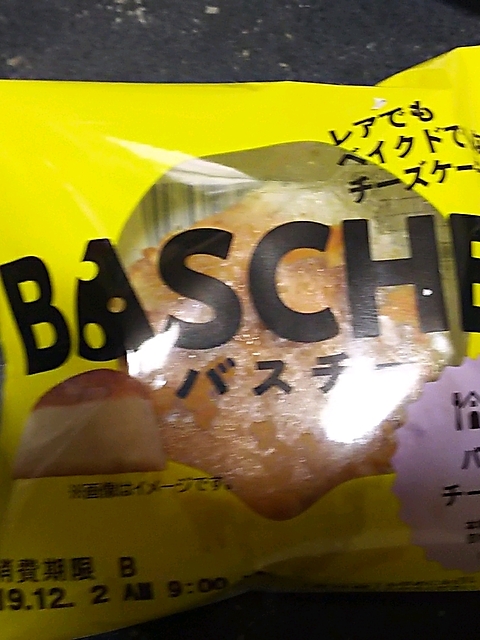 レアでも
ベイクドで
チーズケー
BASCHE
バスチー
※画像はイメージです。
チー
消費期限 B
19.12. 2 AM 9:00